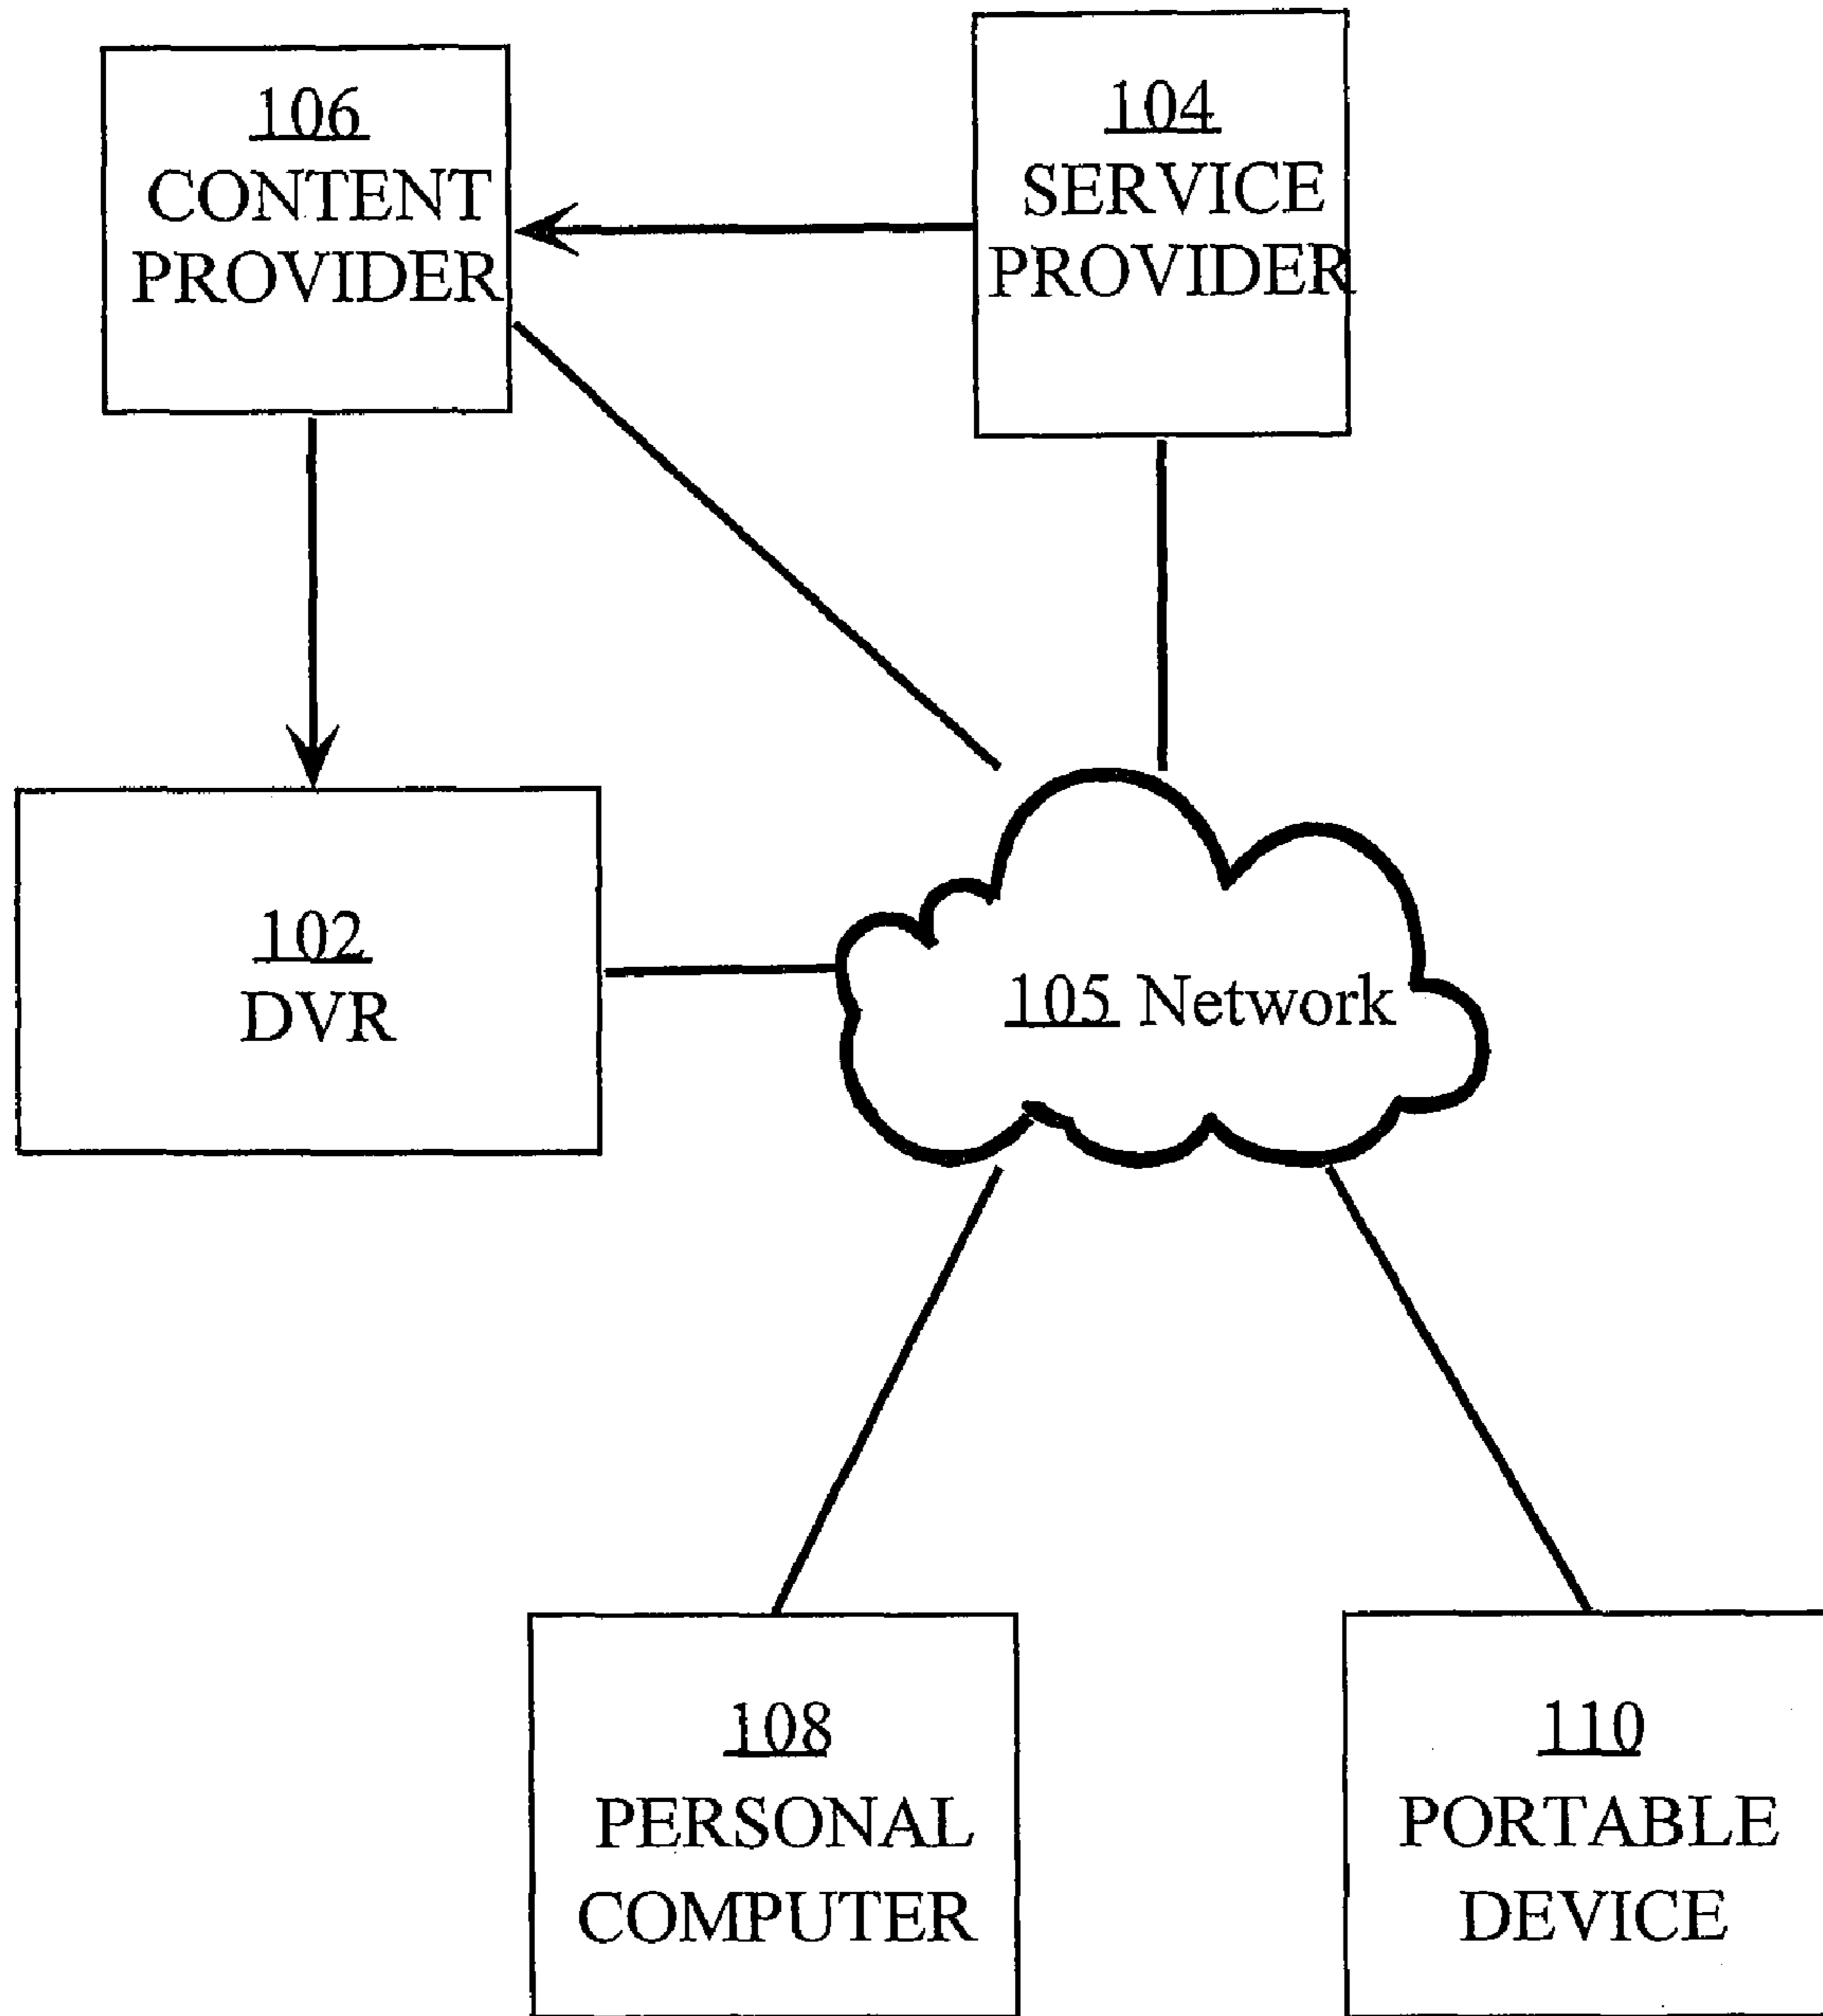 106
CONTENT
PROVIDER
104
SERVICE
PROVIDER
102
DVR
105 Network
108
PERSONAL
COMPUTER
110
PORTABLE
DEVICE